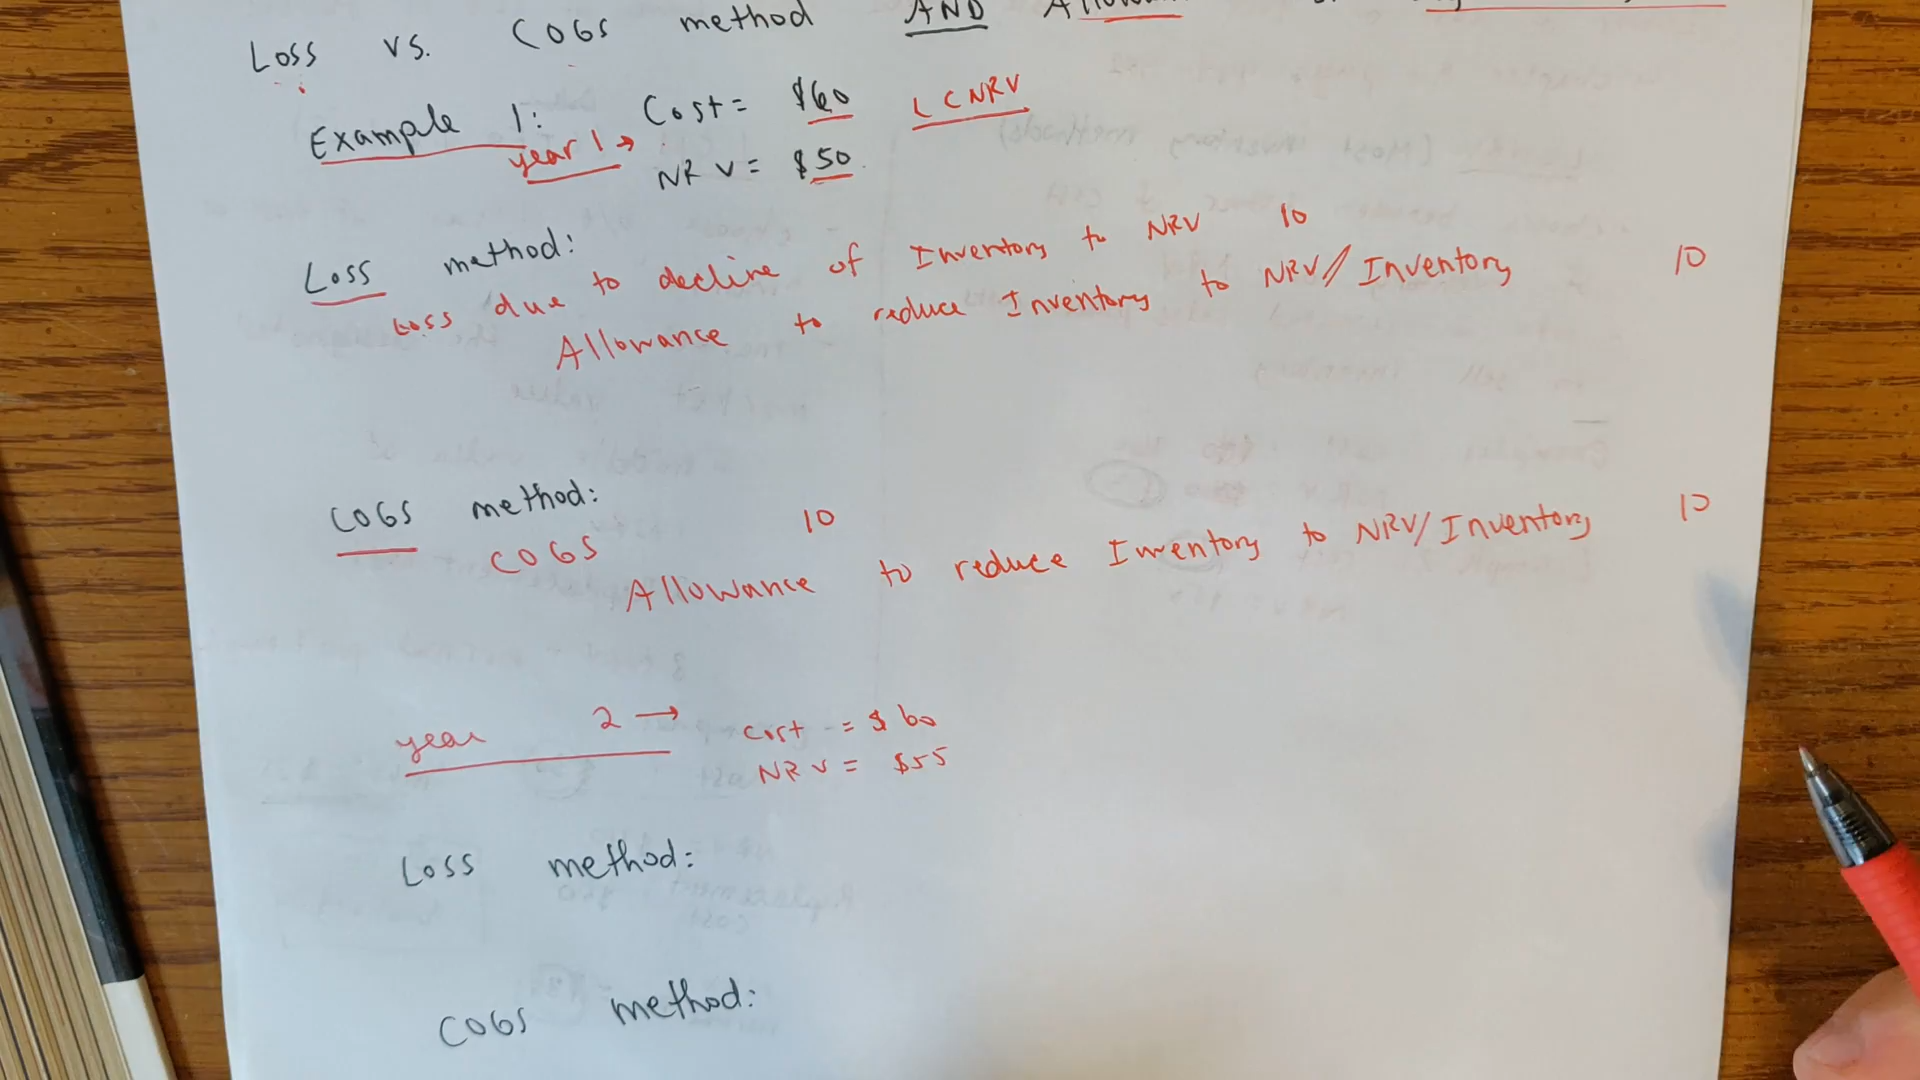 Loss vs. COGS method AND
Example 1: Cost = $60 LCNRV
year 1 → NRV = $50
Loss method:
Loss due to decline of Inventory to NRV 10
Allowance to reduce Inventory to NRV // Inventory 10
COGS method:
COGS 10
Allowance to reduce Inventory to NRV/Inventory 10
year 2 → cost = $60
NRV = $55
Loss method:
COGS method: